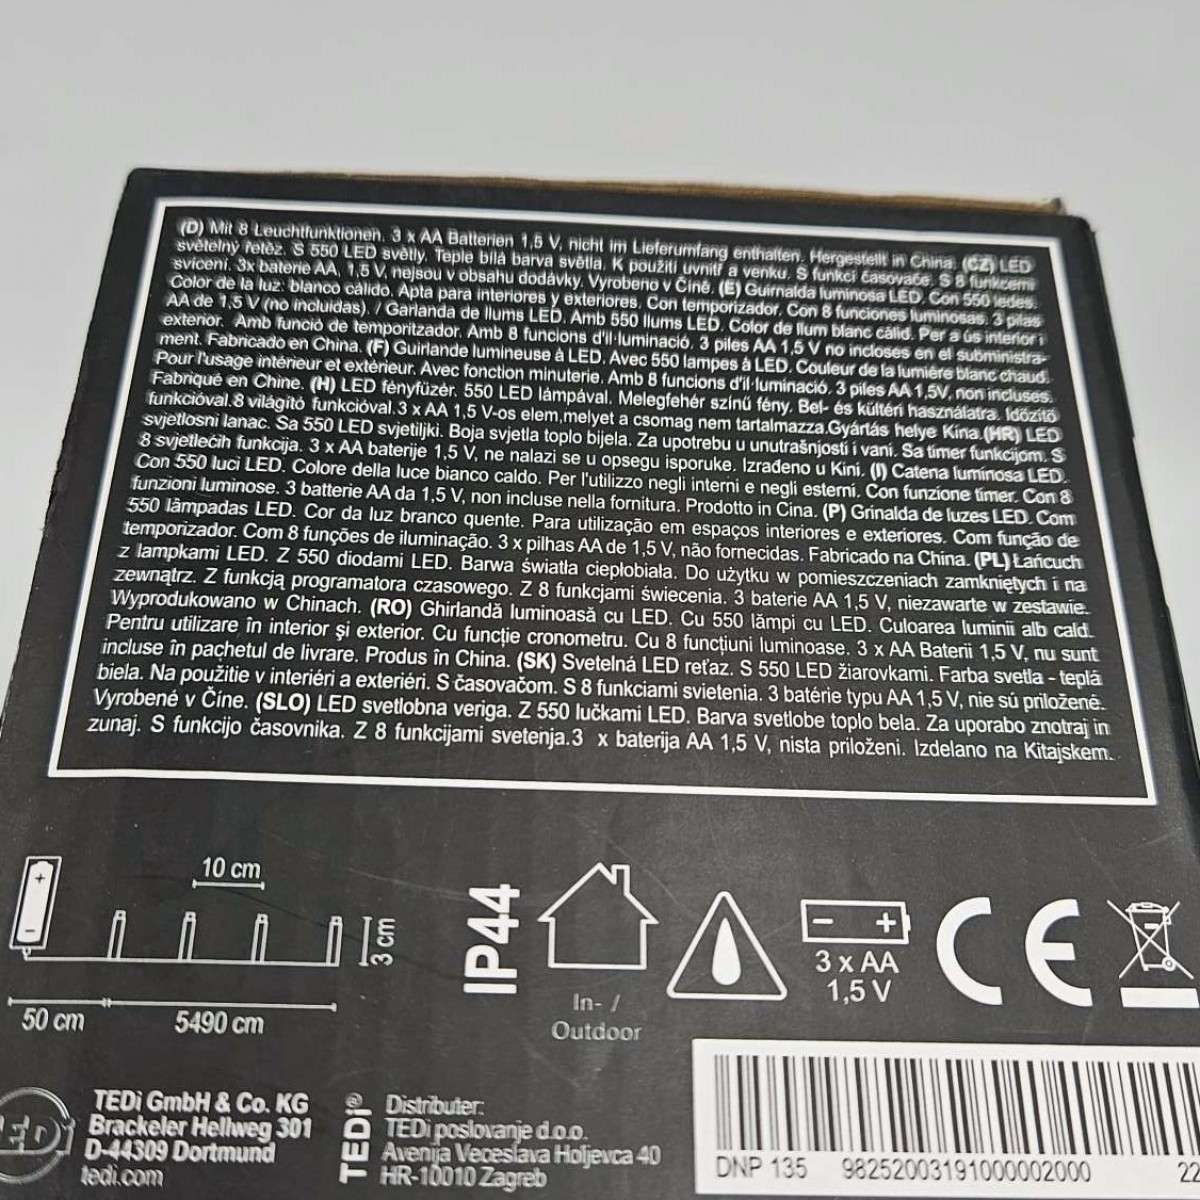 (D) Mit 8 Leuchtfunktionen. 3 x AA Batterien 1,5 V, nicht im Lieferumfang enthalten. Hergestellt in China. (CZ) LED
světelný řetěz. S 550 LED světly. Teple bílá barva světla. K použití uvnitř a venku. S funkcí časovače. S 8 funkcemi
svícení. 3x baterie AA, 1,5 V, nejsou v obsahu dodávky. Vyrobeno v Číně. (E) Guirnalda luminosa LED. Con 550 ledes.
Color de la luz: blanco cálido. Apta para interiores y exteriores. Con temporizador. Con 8 funciones luminosas. 3 pilas
AA de 1,5 V (no incluidas). / Garlanda de llums LED. Amb 550 llums LED. Color de llum blanc càlid. Per a ús interior i
exterior. Amb funció de temporitzador. Amb 8 funcions d'il·luminació. 3 piles AA 1,5 V no incloses en el subministra-
ment. Fabricado en China. (F) Guirlande lumineuse à LED. Avec 550 lampes à LED. Couleur de la lumière blanc chaud.
Pour l'usage intérieur et extérieur. Avec fonction minuterie. Amb 8 funcions d'il·luminació. 3 piles AA 1,5V, non incluses.
Fabriqué en Chine. (H) LED fényfüzér. 550 LED lámpával. Melegfehér színű fény. Bel- és kültéri használatra. Időzítő
funkcióval.8 világító funkcióval.3 x AA 1,5 V-os elem,melyet a csomag nem tartalmazza.Gyártás helye Kína.(HR) LED
svjetlosni lanac. Sa 550 LED svjetiljki. Boja svjetla toplo bijela. Za upotrebu u unutrašnjosti i vani. Sa timer funkcijom. S
8 svjetlećih funkcija. 3 x AA baterije 1,5 V, ne nalazi se u opsegu isporuke. Izrađeno u Kini. (I) Catena luminosa LED.
Con 550 luci LED. Colore della luce bianco caldo. Per l'utilizzo negli interni e negli esterni. Con funzione timer. Con 8
funzioni luminose. 3 batterie AA da 1,5 V, non incluse nella fornitura. Prodotto in Cina. (P) Grinalda de luzes LED. Com
550 lâmpadas LED. Cor da luz branco quente. Para utilização em espaços interiores e exteriores. Com função de
temporizador. Com 8 funções de iluminação. 3 x pilhas AA de 1,5 V, não fornecidas. Fabricado na China. (PL) Łańcuch
z lampkami LED. Z 550 diodami LED. Barwa światła ciepłobiała. Do użytku w pomieszczeniach zamkniętych i na
zewnątrz. Z funkcją programatora czasowego. Z 8 funkcjami świecenia. 3 baterie AA 1,5 V, niezawarte w zestawie.
Wyprodukowano w Chinach. (RO) Ghirlandă luminoasă cu LED. Cu 550 lămpi cu LED. Culoarea luminii alb cald.
Pentru utilizare în interior și exterior. Cu funcție cronometru. Cu 8 funcțiuni luminoase. 3 x AA Baterii 1,5 V, nu sunt
incluse în pachetul de livrare. Produs în China. (SK) Svetelná LED reťaz. S 550 LED žiarovkami. Farba svetla - teplá
biela. Na použitie v interiéri a exteriéri. S časovačom. S 8 funkciami svietenia. 3 batérie typu AA 1,5 V, nie sú priložené.
Vyrobené v Číne. (SLO) LED svetlobna veriga. Z 550 lučkami LED. Barva svetlobe toplo bela. Za uporabo znotraj in
zunaj. S funkcijo časovnika. Z 8 funkcijami svetenja.3 x baterija AA 1,5 V, nista priloženi. Izdelano na Kitajskem.
10 cm
3 cm
50 cm
5490 cm
IP44
In- /
Outdoor
3 x AA
1,5 V
CE
TEDi GmbH & Co. KG
Brackeler Hellweg 301
D-44309 Dortmund
tedi.com
TEDi®
Distributer:
TEDi poslovanje d.o.o.
Avenija Veceslava Holjevca 40
HR-10010 Zagreb
DNP 135 98252003191000002000 22